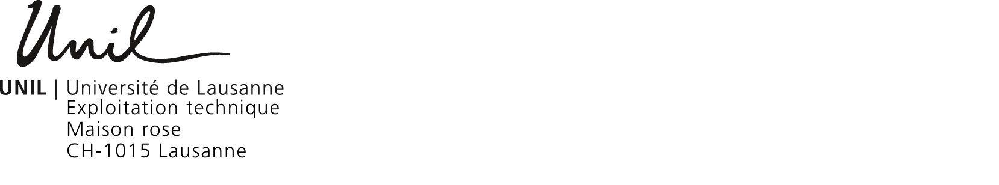 Unil
UNIL | Université de Lausanne
Exploitation technique
Maison rose
CH-1015 Lausanne